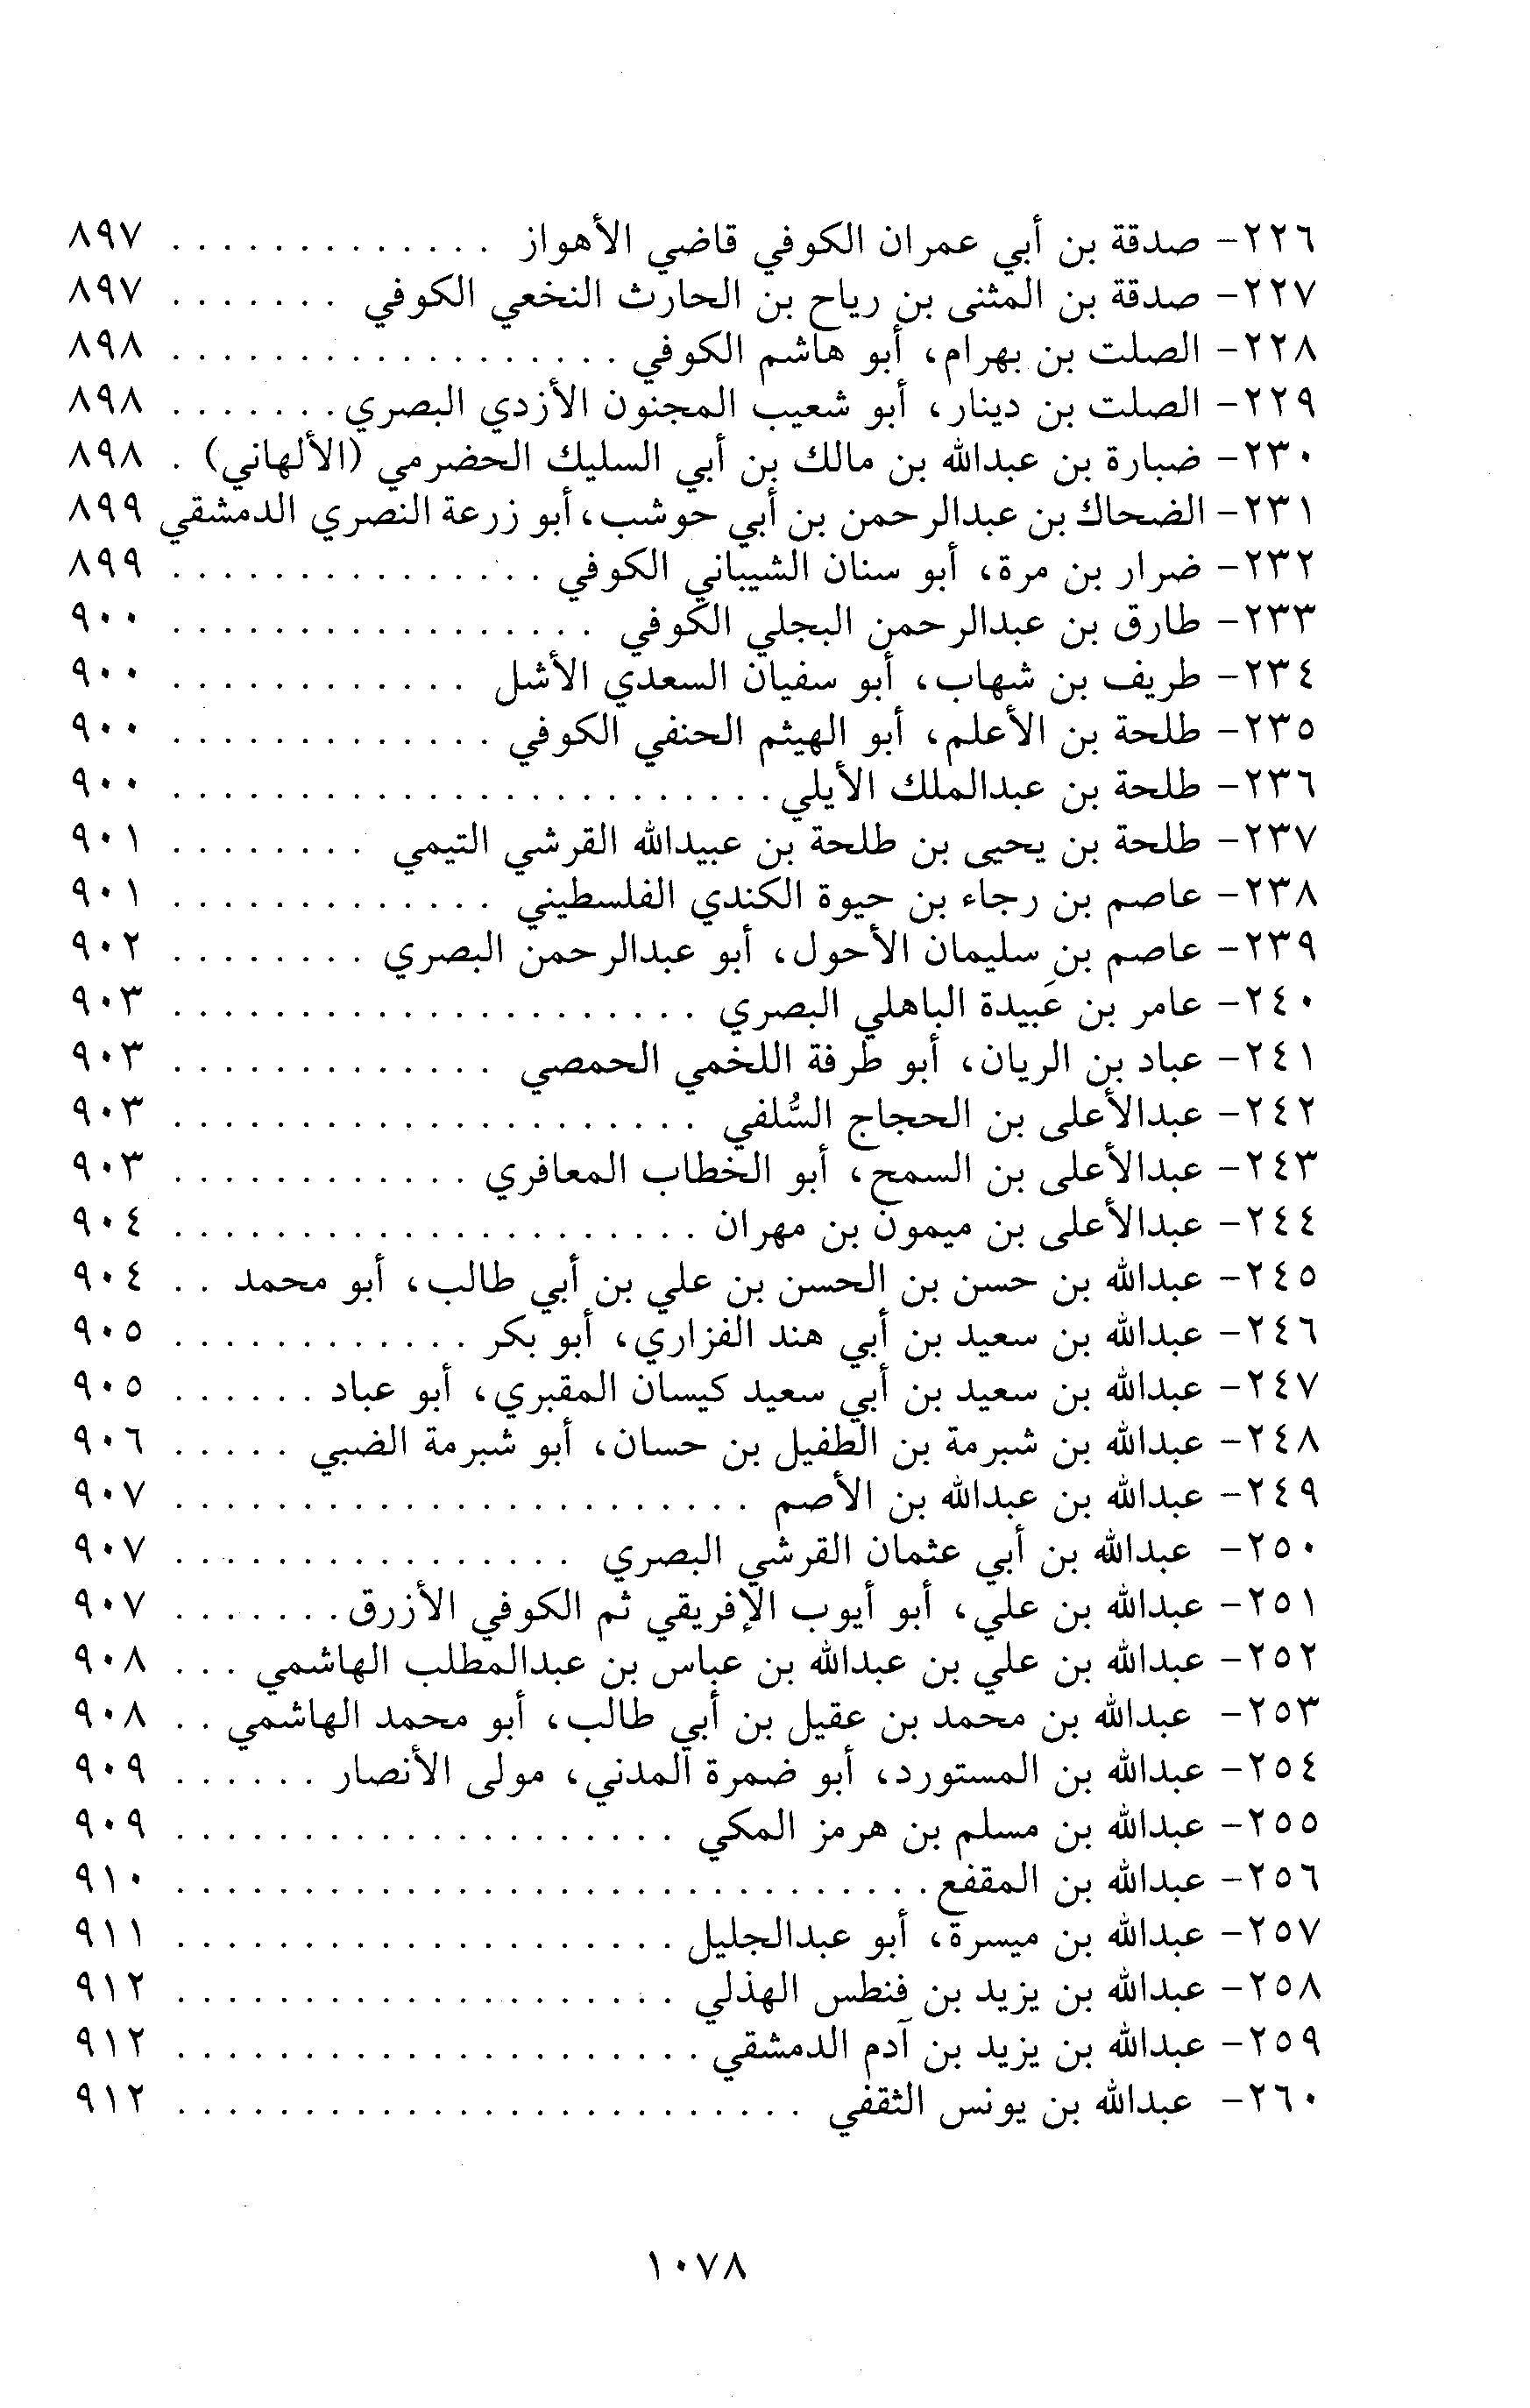 ٢٢٦- صدقة بن أبي عمران الكوفي قاضي الأهواز . . . . . . . . . . . . . ٨٩٧
٢٢٧- صدقة بن المثنى بن رياح بن الحارث النخعي الكوفي . . . . . . . ٨٩٧
٢٢٨- الصلت بن بهرام، أبو هاشم الكوفي . . . . . . . . . . . . . . . . . . ٨٩٨
٢٢٩- الصلت بن دينار، أبو شعيب المجنون الأزدي البصري . . . . . . . ٨٩٨
٢٣٠- ضبارة بن عبدالله بن مالك بن أبي السليك الحضرمي (الألهاني) . ٨٩٨
٢٣١- الضحاك بن عبدالرحمن بن أبي حوشب، أبو زرعة النصري الدمشقي ٨٩٩
٢٣٢- ضرار بن مرة، أبو سنان الشيباني الكوفي . . . . . . . . . . . . . . . ٨٩٩
٢٣٣- طارق بن عبدالرحمن البجلي الكوفي . . . . . . . . . . . . . . . . . ٩٠٠
٢٣٤- طريف بن شهاب، أبو سفيان السعدي الأشل . . . . . . . . . . . . ٩٠٠
٢٣٥- طلحة بن الأعلم، أبو الهيثم الحنفي الكوفي . . . . . . . . . . . . . ٩٠٠
٢٣٦- طلحة بن عبدالملك الأيلي . . . . . . . . . . . . . . . . . . . . . . . . ٩٠٠
٢٣٧- طلحة بن يحيى بن طلحة بن عبيدالله القرشي التيمي . . . . . . . . ٩٠١
٢٣٨- عاصم بن رجاء بن حيوة الكندي الفلسطيني . . . . . . . . . . . . . ٩٠١
٢٣٩- عاصم بن سليمان الأحول، أبو عبدالرحمن البصري . . . . . . . . ٩٠٢
٢٤٠- عامر بن عَبيدة الباهلي البصري . . . . . . . . . . . . . . . . . . . . . ٩٠٣
٢٤١- عباد بن الريان، أبو طرفة اللخمي الحمصي . . . . . . . . . . . . . ٩٠٣
٢٤٢- عبدالأعلى بن الحجاج السُّلفي . . . . . . . . . . . . . . . . . . . . . ٩٠٣
٢٤٣- عبدالأعلى بن السمح، أبو الخطاب المعافري . . . . . . . . . . . . ٩٠٣
٢٤٤- عبدالأعلى بن ميمون بن مهران . . . . . . . . . . . . . . . . . . . . . ٩٠٤
٢٤٥- عبدالله بن حسن بن الحسن بن علي بن أبي طالب، أبو محمد . . ٩٠٤
٢٤٦- عبدالله بن سعيد بن أبي هند الفزاري، أبو بكر . . . . . . . . . . . . ٩٠٥
٢٤٧- عبدالله بن سعيد بن أبي سعيد كيسان المقبري، أبو عباد . . . . . . ٩٠٥
٢٤٨- عبدالله بن شبرمة بن الطفيل بن حسان، أبو شبرمة الضبي . . . . . ٩٠٦
٢٤٩- عبدالله بن عبدالله بن الأصم . . . . . . . . . . . . . . . . . . . . . . . ٩٠٧
٢٥٠- عبدالله بن أبي عثمان القرشي البصري . . . . . . . . . . . . . . . . ٩٠٧
٢٥١- عبدالله بن علي، أبو أيوب الإفريقي ثم الكوفي الأزرق . . . . . . . ٩٠٧
٢٥٢- عبدالله بن علي بن عبدالله بن عباس بن عبدالمطلب الهاشمي . . . ٩٠٨
٢٥٣- عبدالله بن محمد بن عقيل بن أبي طالب، أبو محمد الهاشمي . . ٩٠٨
٢٥٤- عبدالله بن المستورد، أبو ضمرة المدني، مولى الأنصار . . . . . . ٩٠٩
٢٥٥- عبدالله بن مسلم بن هرمز المكي . . . . . . . . . . . . . . . . . . . . ٩٠٩
٢٥٦- عبدالله بن المقفع . . . . . . . . . . . . . . . . . . . . . . . . . . . . . . ٩١٠
٢٥٧- عبدالله بن ميسرة، أبو عبدالجليل . . . . . . . . . . . . . . . . . . . . ٩١١
٢٥٨- عبدالله بن يزيد بن فنطس الهذلي . . . . . . . . . . . . . . . . . . . . ٩١٢
٢٥٩- عبدالله بن يزيد بن آدم الدمشقي . . . . . . . . . . . . . . . . . . . . . ٩١٢
٢٦٠- عبدالله بن يونس الثقفي . . . . . . . . . . . . . . . . . . . . . . . . . ٩١٢
١٠٧٨